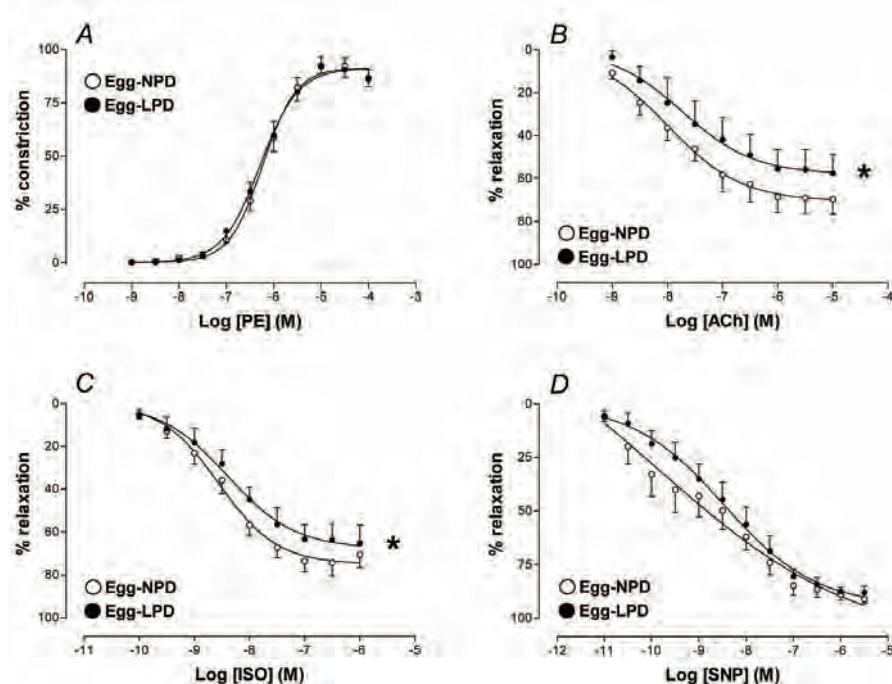 A
100
75
50
25
0
% constriction
Egg-NPD
Egg-LPD
-10 -9 -8 -7 -6 -5 -4 -3
Log [PE] (M)
B
0
20
40
60
80
100
% relaxation
*
Egg-NPD
Egg-LPD
-10 -9 -8 -7 -6 -5 -4
Log [ACh] (M)
C
0
20
40
60
80
100
% relaxation
*
Egg-NPD
Egg-LPD
-11 -10 -9 -8 -7 -6 -5
Log [ISO] (M)
D
0
25
50
75
100
% relaxation
Egg-NPD
Egg-LPD
-12 -11 -10 -9 -8 -7 -6 -5
Log [SNP] (M)